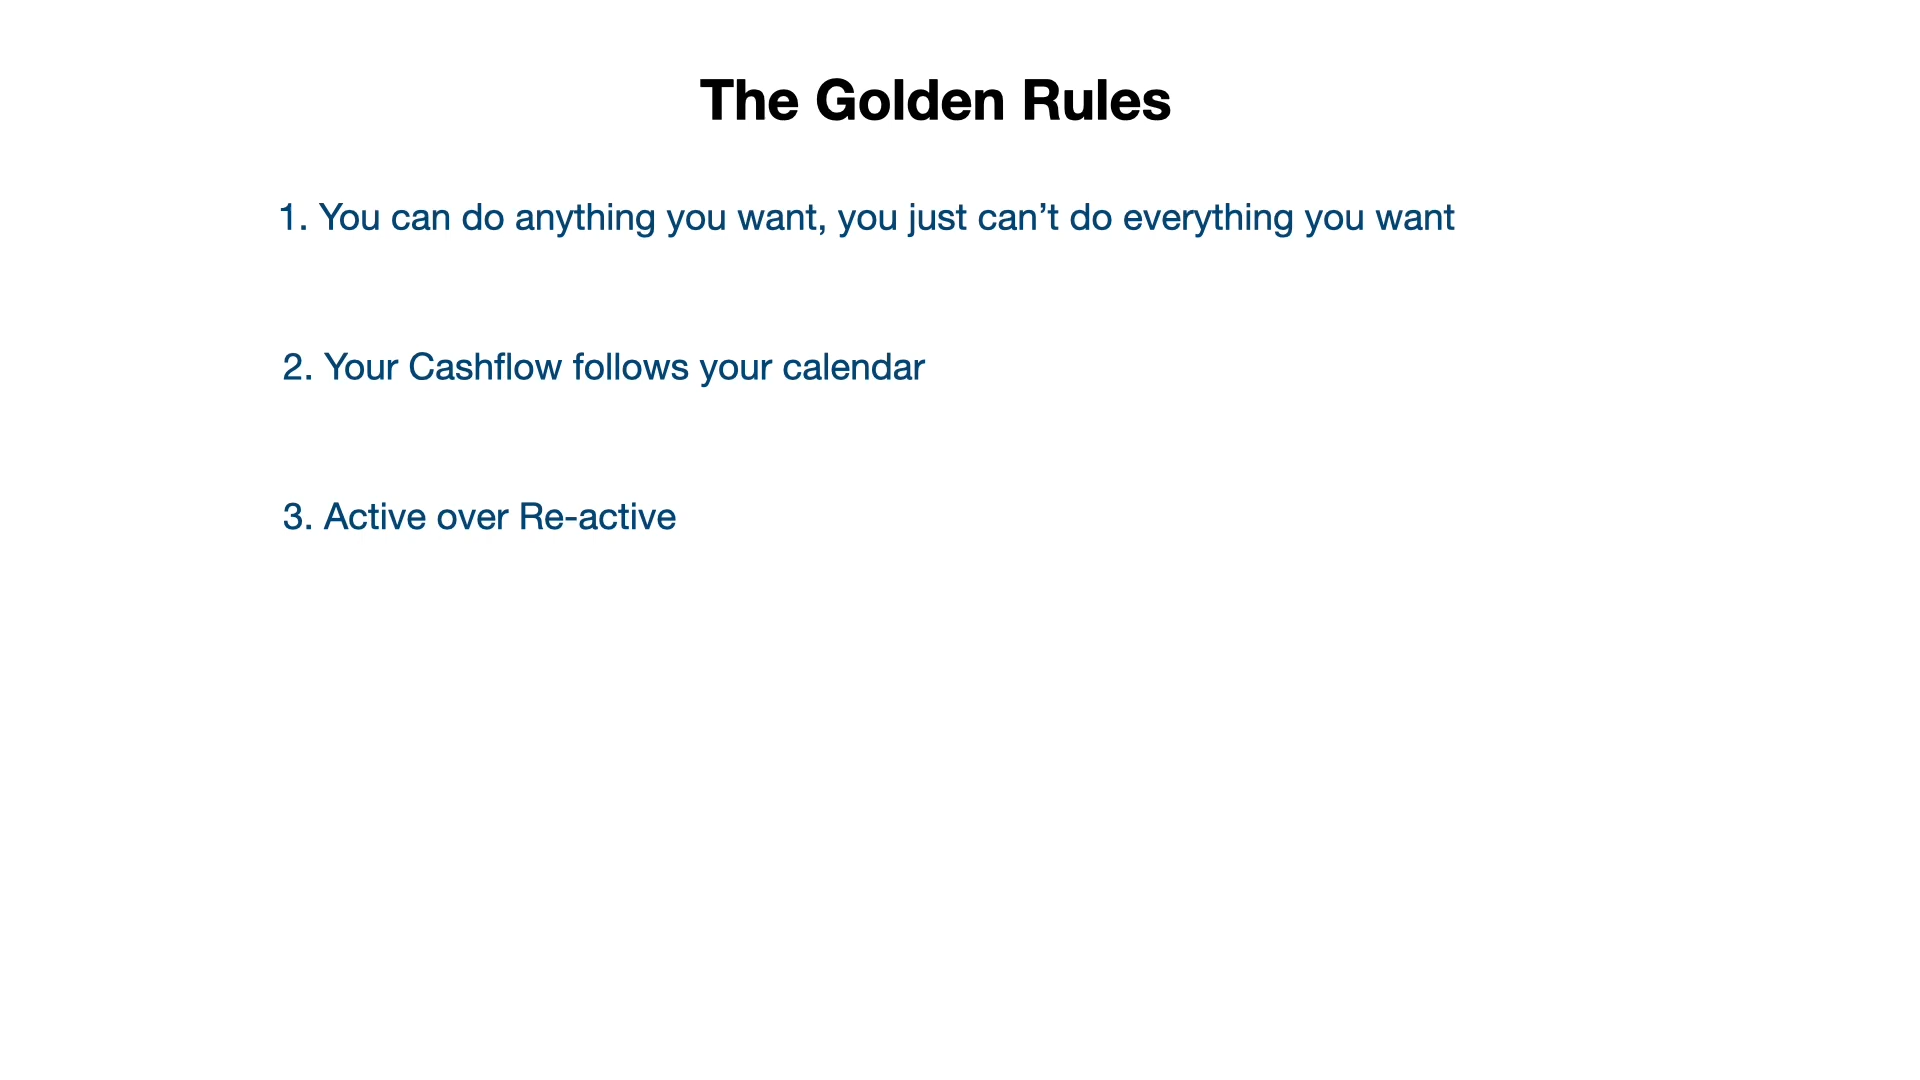 The Golden Rules
1. You can do anything you want, you just can’t do everything you want
2. Your Cashflow follows your calendar
3. Active over Re-active